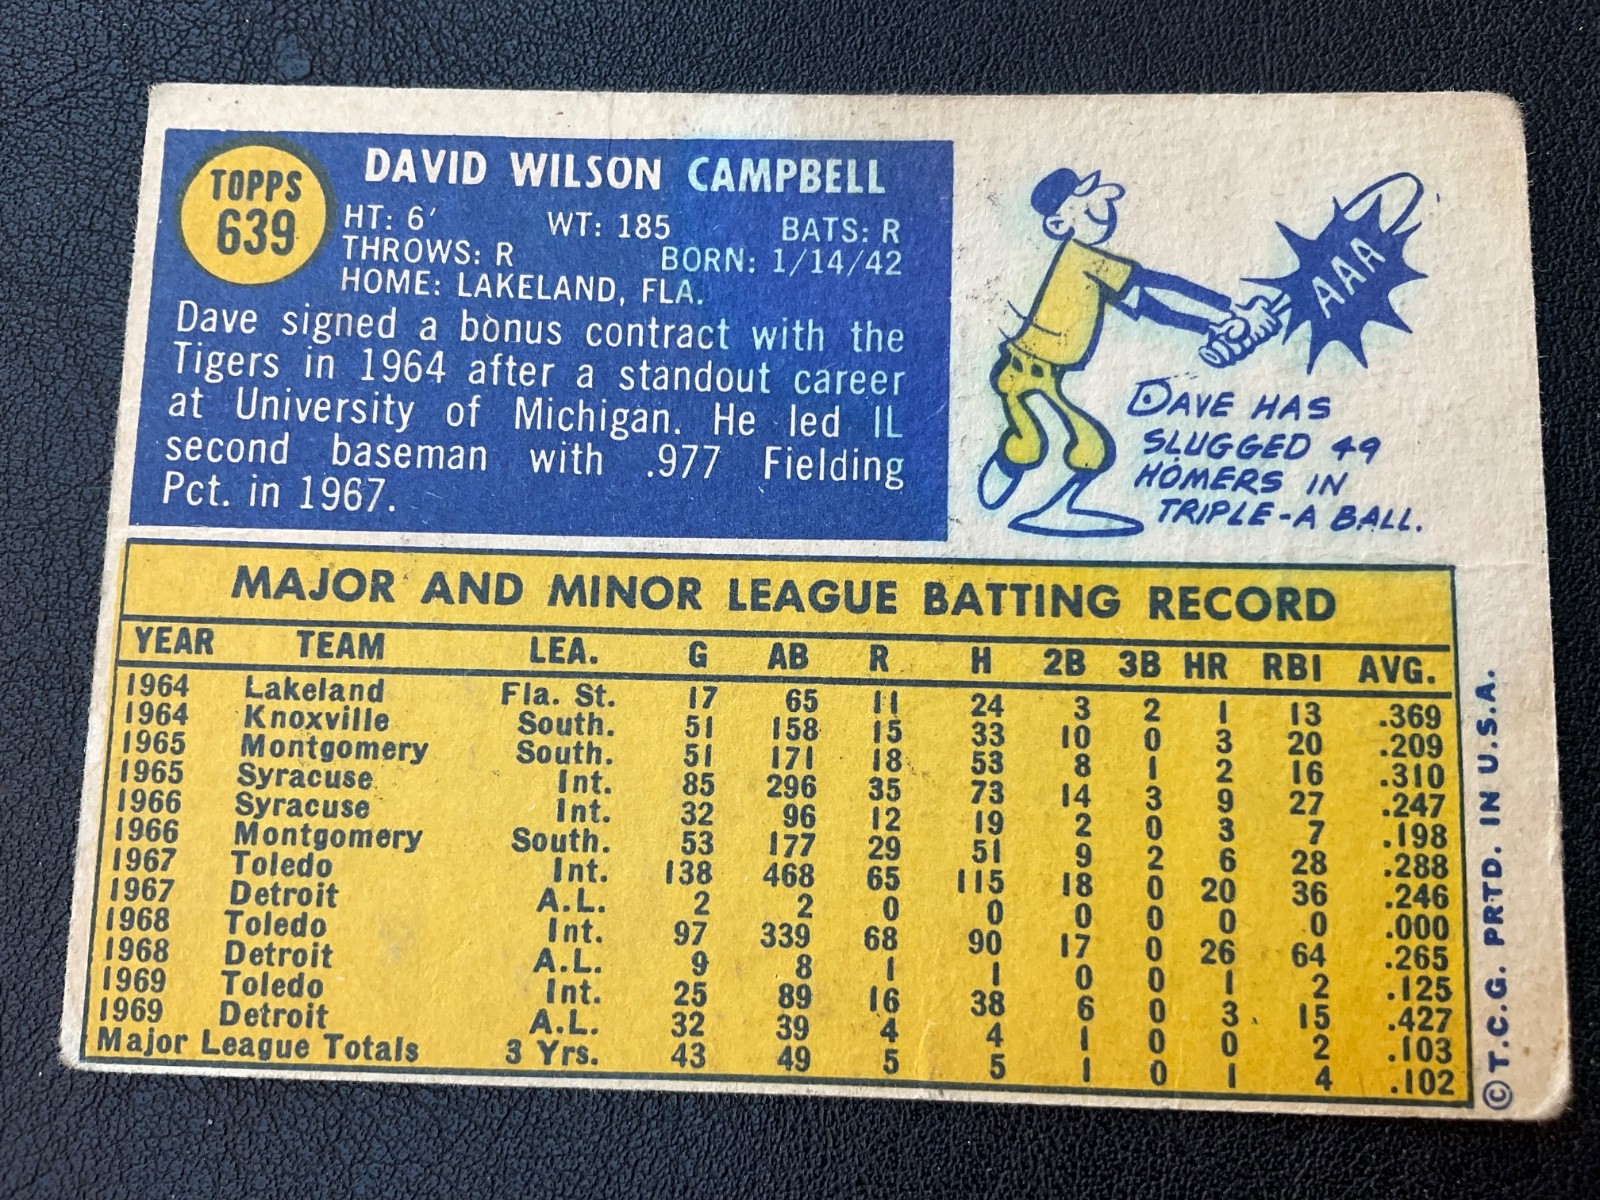 TOPPS
639
DAVID WILSON CAMPBELL
HT: 6′ WT: 185 BATS: R
THROWS: R BORN: 1/14/42
HOME: LAKELAND, FLA.
Dave signed a bonus contract with the
Tigers in 1964 after a standout career
at University of Michigan. He led IL
second baseman with .977 Fielding
Pct. in 1967.
AAA
DAVE HAS
SLUGGED 49
HOMERS IN
TRIPLE-A BALL.
MAJOR AND MINOR LEAGUE BATTING RECORD
YEAR TEAM LEA. G AB R H 2B 3B HR RBI AVG.
1964 Lakeland Fla. St. 17 65 11 24 3 2 1 13 .369
1964 Knoxville South. 51 158 15 33 10 0 3 20 .209
1965 Montgomery South. 51 171 18 53 8 1 2 16 .310
1965 Syracuse Int. 85 296 35 73 14 3 9 27 .247
1966 Syracuse Int. 32 96 12 19 2 0 3 7 .198
1966 Montgomery South. 53 177 29 51 9 2 6 28 .288
1967 Toledo Int. 138 468 65 115 18 0 20 36 .246
1967 Detroit A.L. 2 2 0 0 0 0 0 0 .000
1968 Toledo Int. 97 339 68 90 17 0 26 64 .265
1968 Detroit A.L. 9 8 1 1 0 0 1 2 .125
1969 Toledo Int. 25 89 16 38 6 0 3 15 .427
1969 Detroit A.L. 32 39 4 4 1 0 0 2 .103
Major League Totals 3 Yrs. 43 49 5 5 1 0 1 4 .102
©T.C.G. PRTD. IN U.S.A.